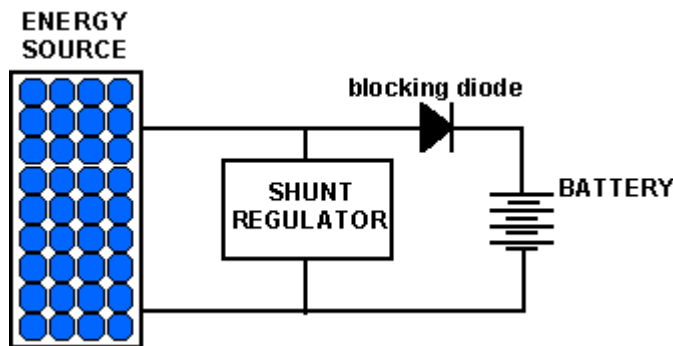 ENERGY
SOURCE
blocking diode
SHUNT
REGULATOR
BATTERY